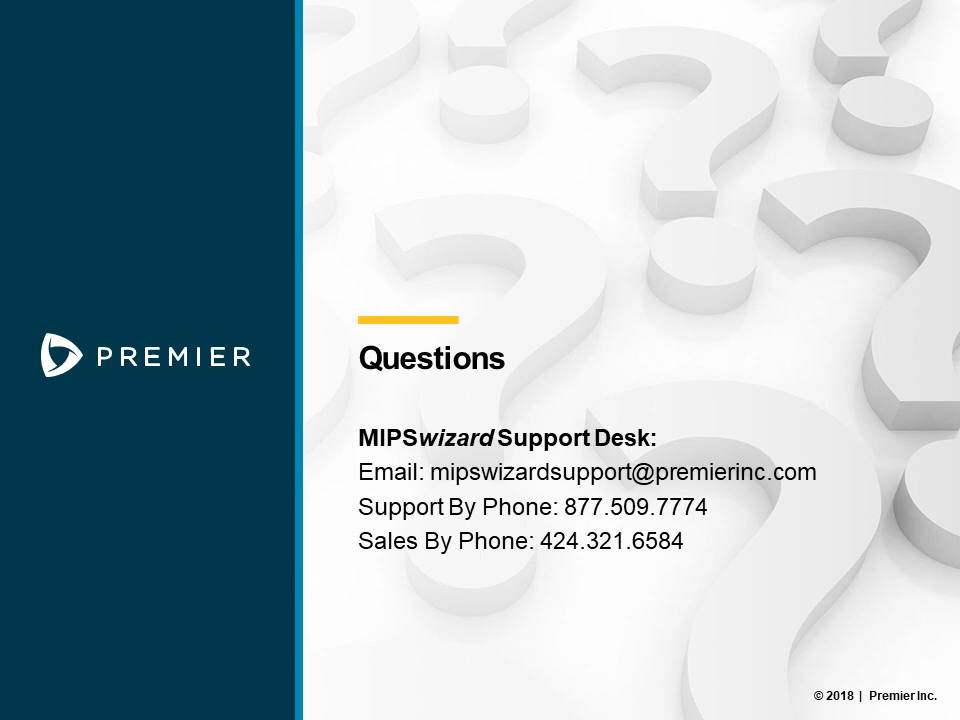 PREMIER
Questions
MIPSwizard Support Desk:
Email: mipswizardsupport@premierinc.com
Support By Phone: 877.509.7774
Sales By Phone: 424.321.6584
© 2018 | Premier Inc.